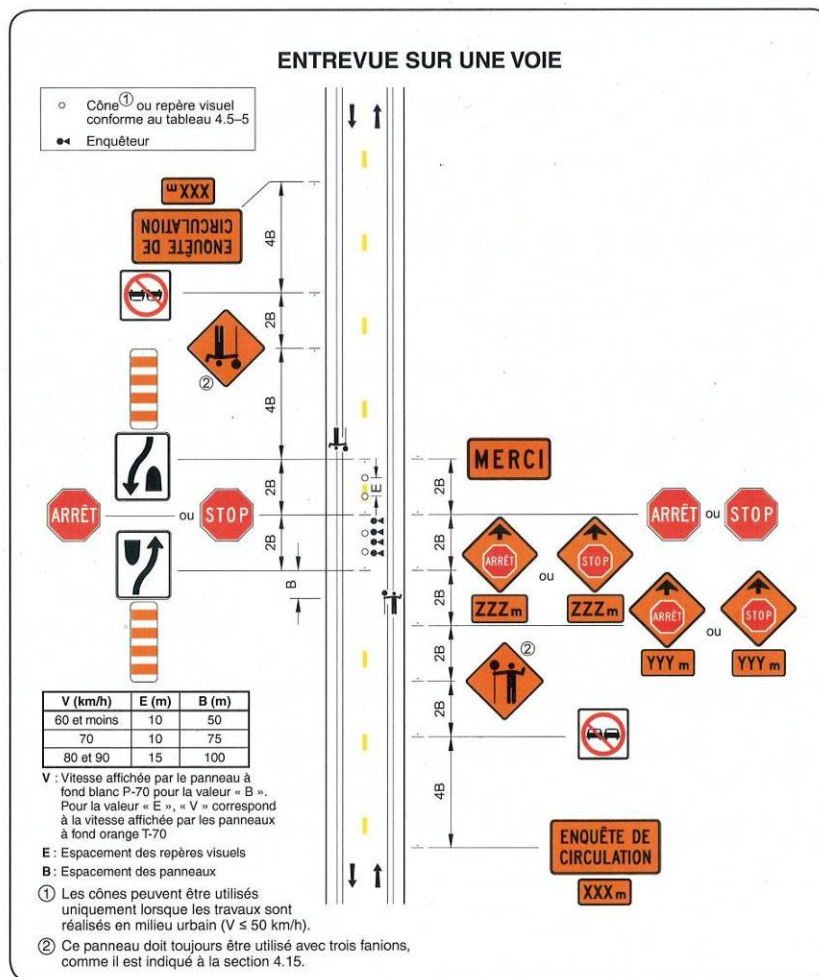 ENTREVUE SUR UNE VOIE
○ Cône① ou repère visuel
conforme au tableau 4.5–5
Enquêteur
XXX m
ENQUÊTE DE
CIRCULATION
4B
2B
②
4B
2B
E
MERCI
2B
ARRÊT ou STOP
ARRÊT ou STOP
2B
2B
B
ARRÊT ou STOP
ZZZ m ZZZ m
2B
ARRÊT ou STOP
YYY m YYY m
2B
②
2B
4B
ENQUÊTE DE
CIRCULATION
XXX m
V (km/h) E (m) B (m)
60 et moins 10 50
70 10 75
80 et 90 15 100
V : Vitesse affichée par le panneau à
fond blanc P-70 pour la valeur « B ».
Pour la valeur « E », « V » correspond
à la vitesse affichée par les panneaux
à fond orange T-70
E : Espacement des repères visuels
B : Espacement des panneaux
① Les cônes peuvent être utilisés
uniquement lorsque les travaux sont
réalisés en milieu urbain (V ≤ 50 km/h).
② Ce panneau doit toujours être utilisé avec trois fanions,
comme il est indiqué à la section 4.15.